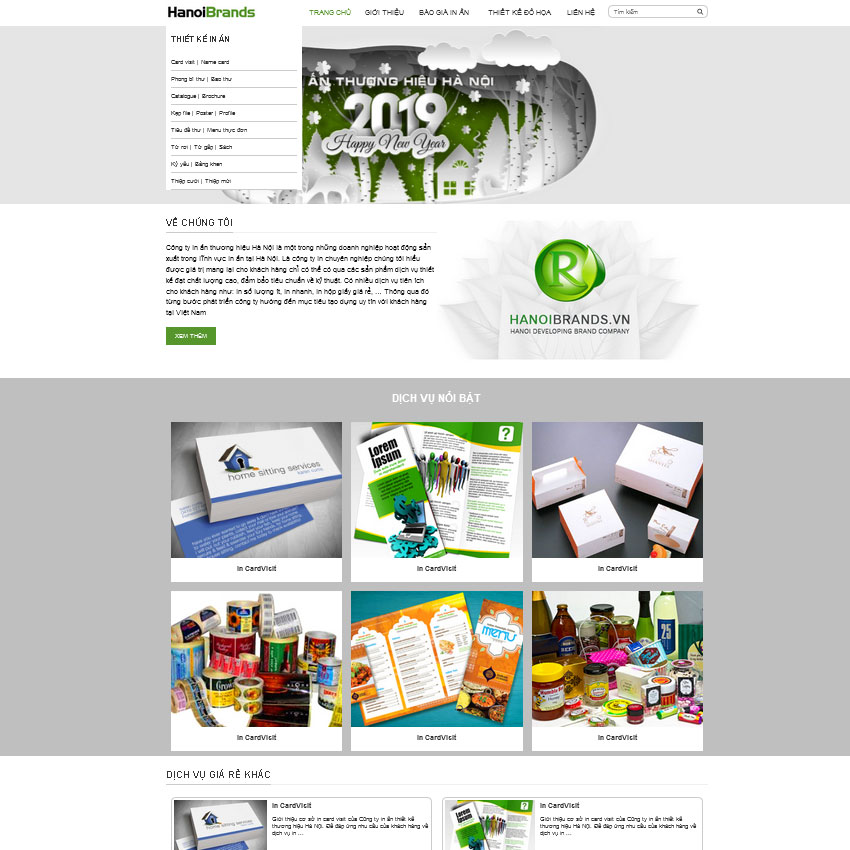 HanoiBrands
TRANG CHỦ
GIỚI THIỆU
BÁO GIÁ IN ẤN
THIẾT KẾ ĐỒ HỌA
LIÊN HỆ
Tìm kiếm
THIẾT KẾ IN ẤN
Card visit | Name card
Phong bì thư | Bao thư
Catalogue | Brochure
Kẹp file | Poster | Profile
Tiêu đề thư | Menu thực đơn
Tờ rơi | Tờ gấp | Sách
Kỷ yếu | Bằng khen
Thiệp cưới | Thiệp mời
ẤN THƯƠNG HIỆU HÀ NỘI
2019
Happy New Year
VỀ CHÚNG TÔI
Công ty in ấn thương hiệu Hà Nội là một trong những doanh nghiệp hoạt động sản
xuất trong lĩnh vực in ấn tại Hà Nội. Là công ty in chuyên nghiệp chúng tôi hiểu
được giá trị mang lại cho khách hàng chỉ có thể có qua các sản phẩm dịch vụ thiết
kế đạt chất lượng cao, đảm bảo tiêu chuẩn về kỹ thuật. Có nhiều dịch vụ tiện ích
cho khách hàng như: in số lượng ít, in nhanh, in hộp giấy giá rẻ, ... Thông qua đó
từng bước phát triển công ty hướng đến mục tiêu tạo dựng uy tín với khách hàng
tại Việt Nam
XEM THÊM
R
HANOIBRANDS.VN
HANOI DEVELOPING BRAND COMPANY
DỊCH VỤ NỔI BẬT
home sitting services
Lorem
Ipsum
?
menu
25
In CardVisit
In CardVisit
In CardVisit
In CardVisit
In CardVisit
In CardVisit
DỊCH VỤ GIÁ RẺ KHÁC
home sitting services
In CardVisit
Giới thiệu cơ sở in card visit của Công ty in ấn thiết kế
thương hiệu Hà Nội. Để đáp ứng nhu cầu của khách hàng về
dịch vụ in ...
Lorem
Ipsum
?
In CardVisit
Giới thiệu cơ sở in card visit của Công ty in ấn thiết kế
thương hiệu Hà Nội. Để đáp ứng nhu cầu của khách hàng về
dịch vụ in ...